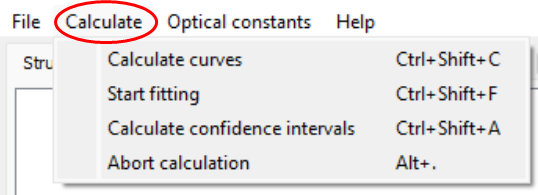 File Calculate Optical constants Help
Stru
Calculate curves Ctrl+Shift+C
Start fitting Ctrl+Shift+F
Calculate confidence intervals Ctrl+Shift+A
Abort calculation Alt+.